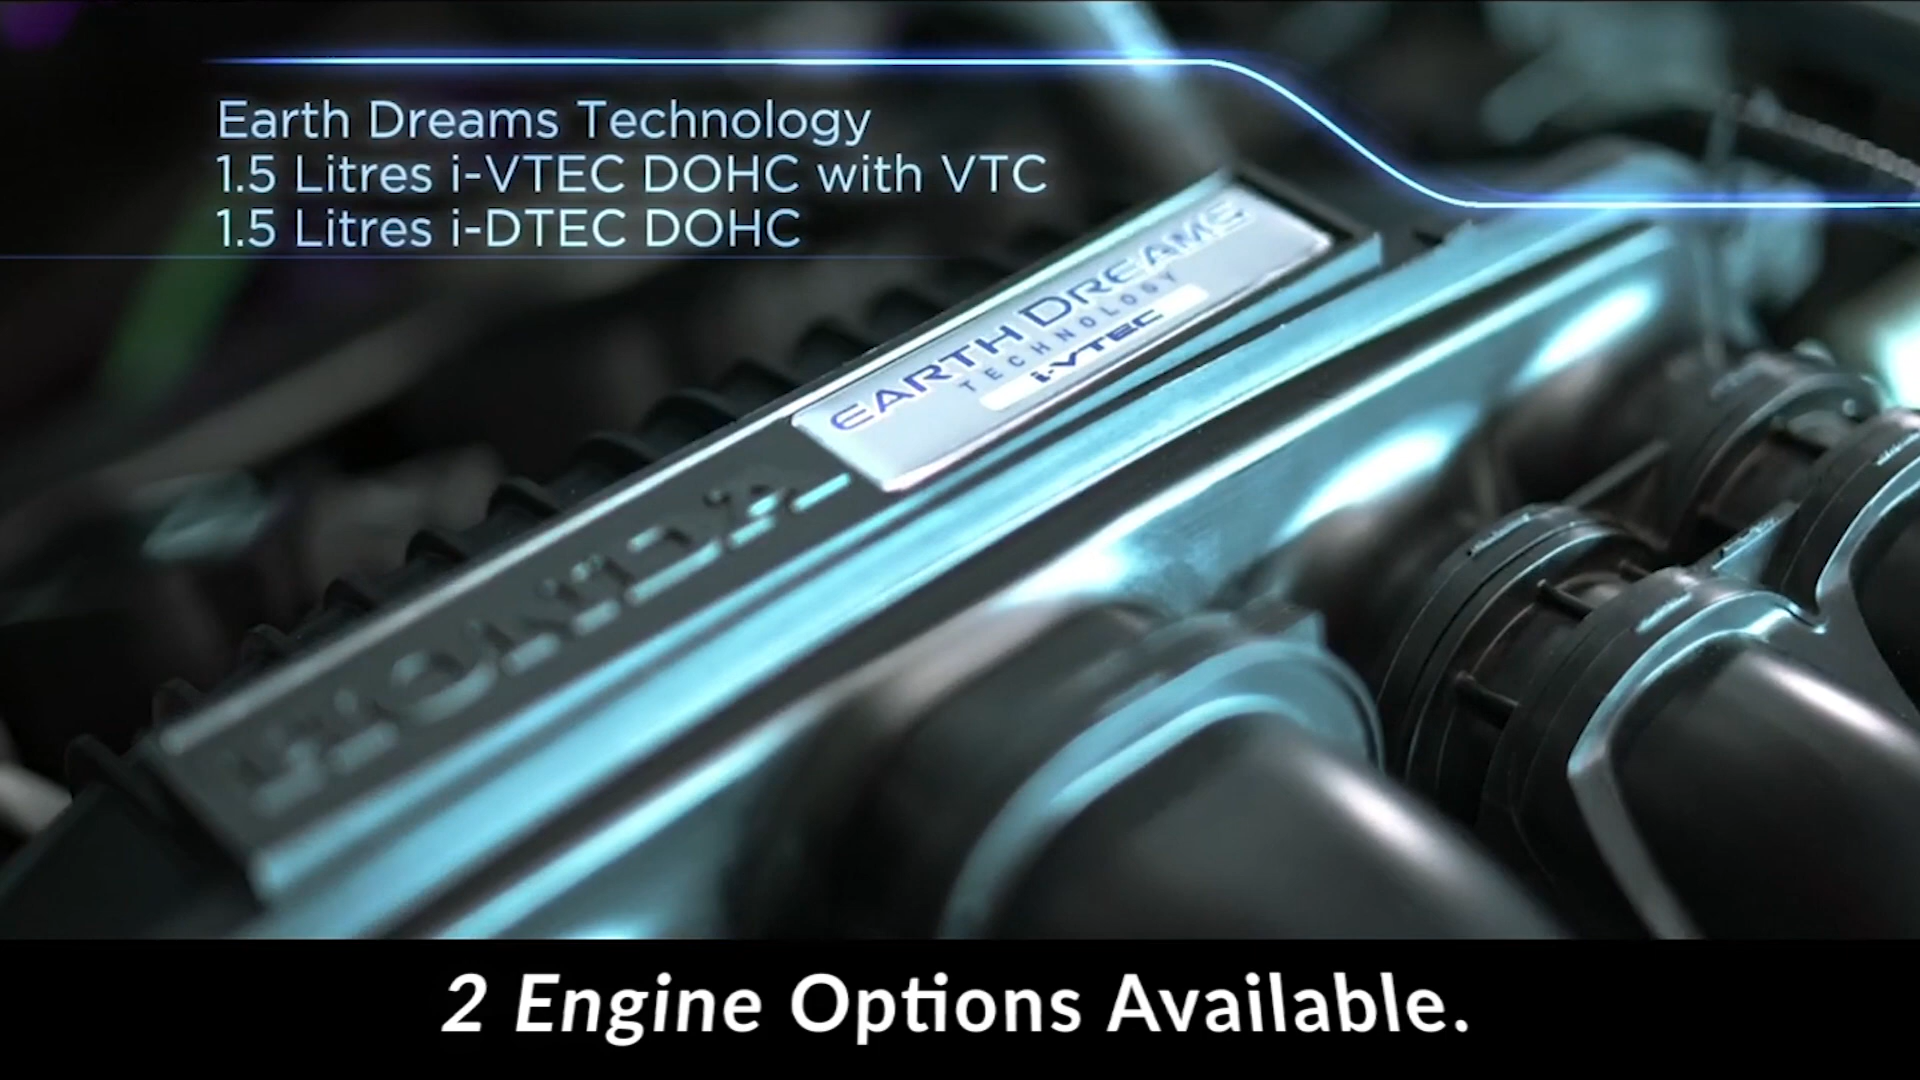 Earth Dreams Technology
1.5 Litres i-VTEC DOHC with VTC
1.5 Litres i-DTEC DOHC
EARTH DREAMS
TECHNOLOGY
i-VTEC
HONDA
2 Engine Options Available.